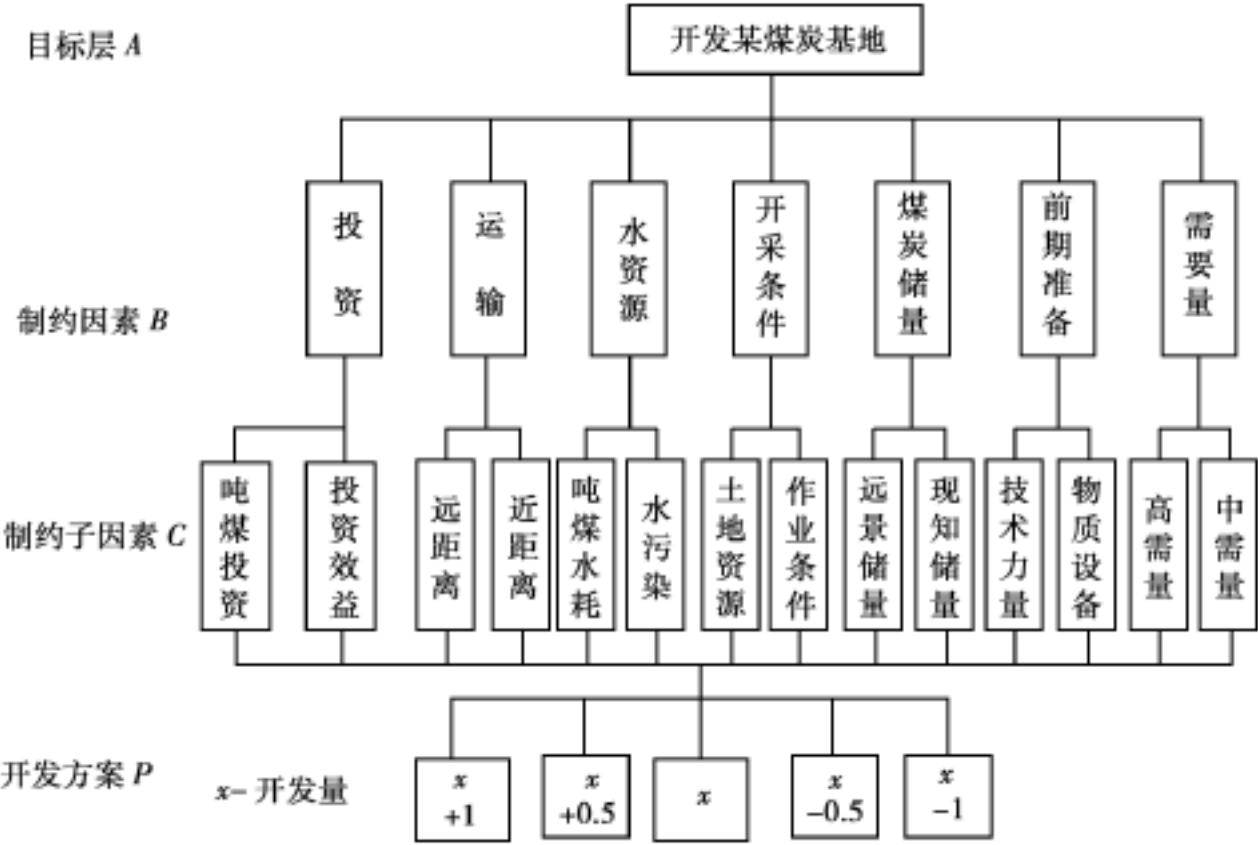 目标层 A
开发某煤炭基地
制约因素 B
投资
运输
水资源
开采条件
煤炭储量
前期准备
需要量
制约子因素 C
吨煤投资
投资效益
远距离
近距离
吨煤水耗
水污染
土地资源
作业条件
远景储量
现知储量
技术力量
物质设备
高需量
中需量
开发方案 P
x- 开发量
x
+1
x
+0.5
x
x
-0.5
x
-1